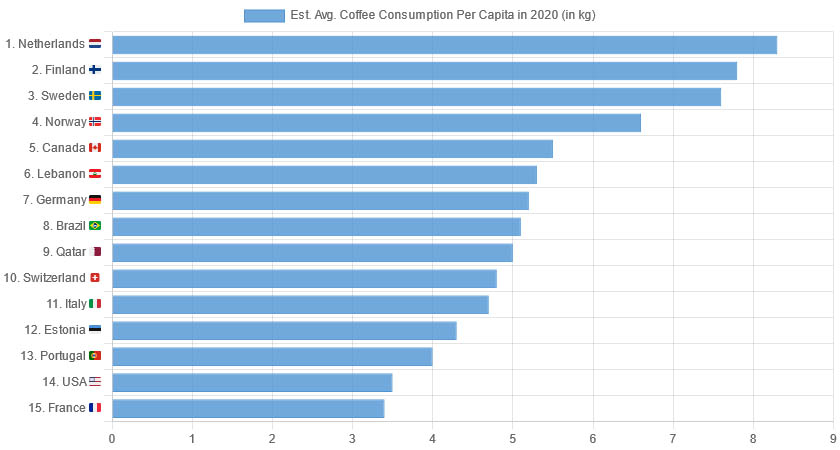 Est. Avg. Coffee Consumption Per Capita in 2020 (in kg)
1. Netherlands
2. Finland
3. Sweden
4. Norway
5. Canada
6. Lebanon
7. Germany
8. Brazil
9. Qatar
10. Switzerland
11. Italy
12. Estonia
13. Portugal
14. USA
15. France
0 1 2 3 4 5 6 7 8 9